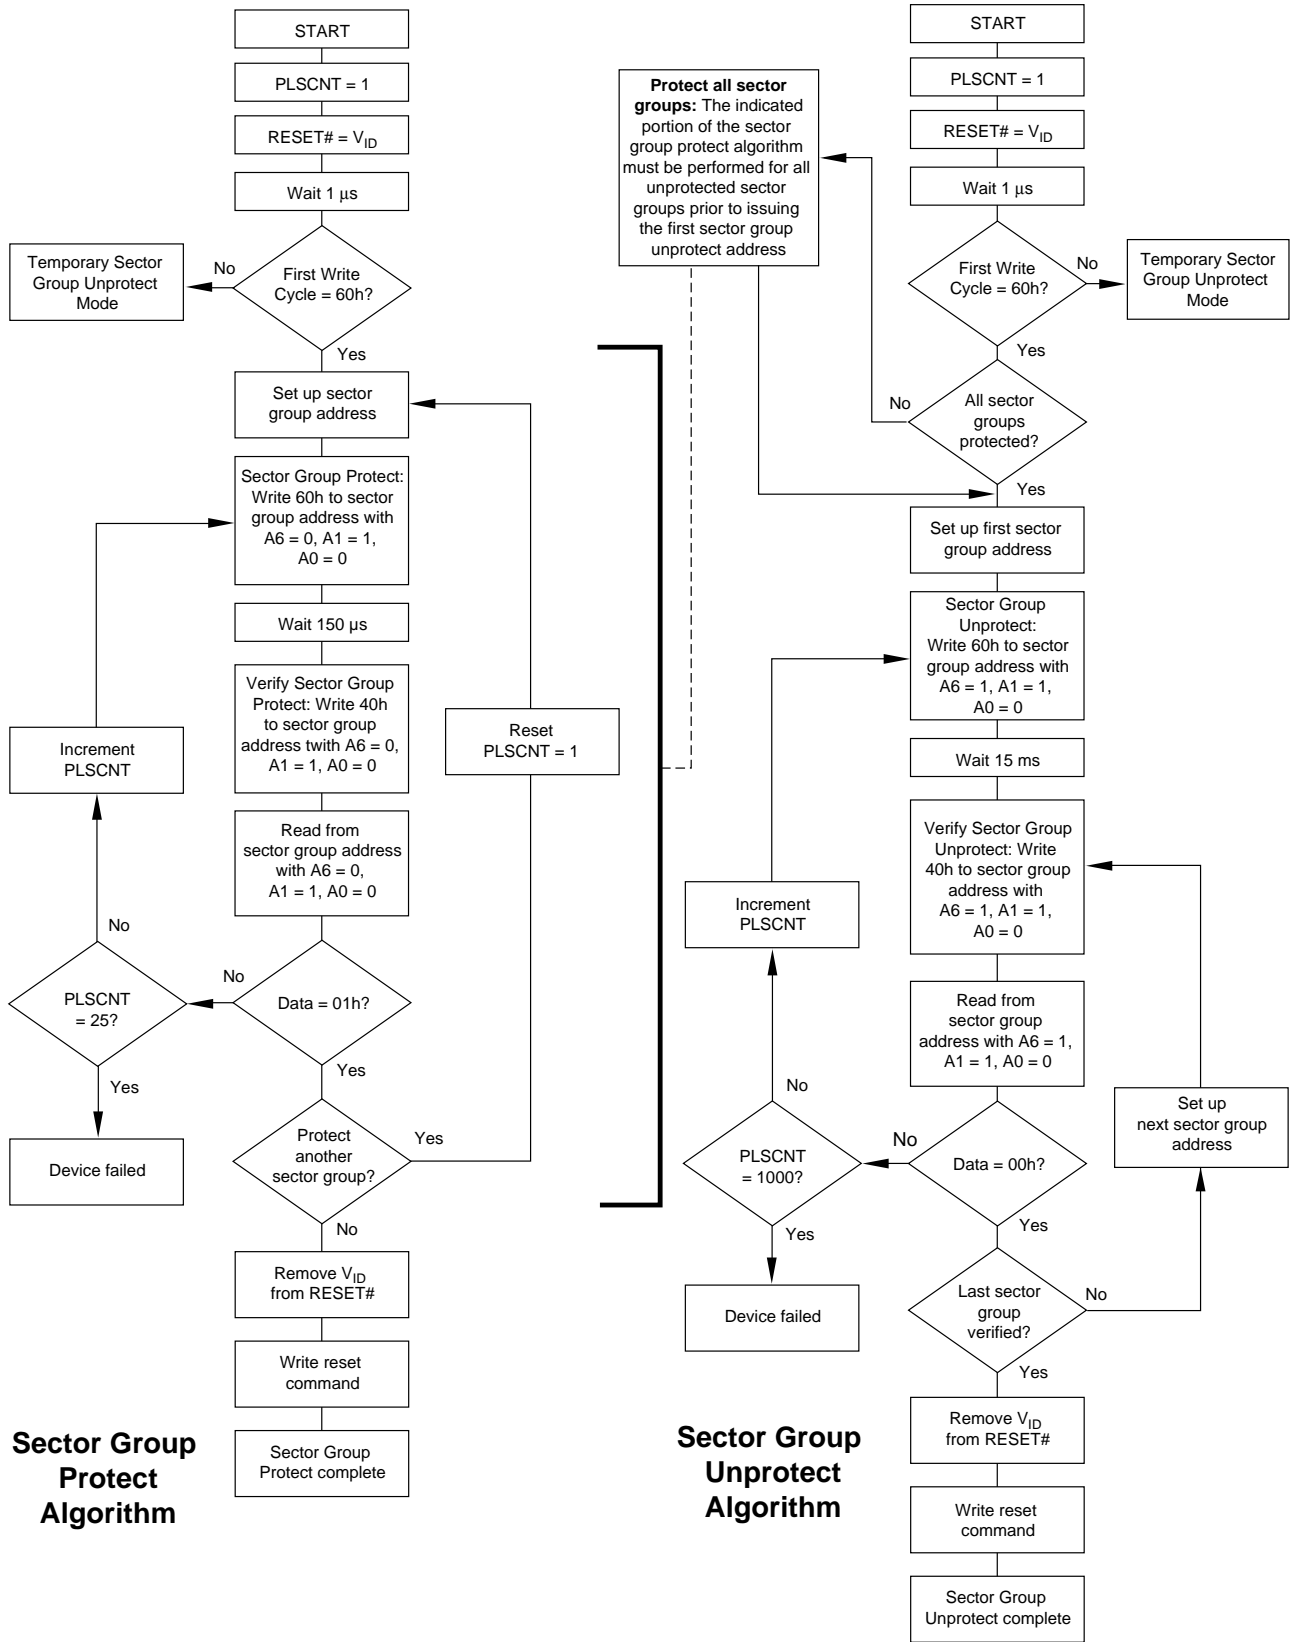 START
PLSCNT = 1
RESET# = VID
Wait 1 μs
First Write
Cycle = 60h?
No
Temporary Sector
Group Unprotect
Mode
Yes
Set up sector
group address
Sector Group Protect:
Write 60h to sector
group address with
A6 = 0, A1 = 1,
A0 = 0
Wait 150 µs
Verify Sector Group
Protect: Write 40h
to sector group
address twith A6 = 0,
A1 = 1, A0 = 0
Reset
PLSCNT = 1
Increment
PLSCNT
Read from
sector group address
with A6 = 0,
A1 = 1, A0 = 0
No
No
PLSCNT
= 25?
Data = 01h?
Yes
Yes
Device failed
Protect
another
sector group?
Yes
No
Remove VID
from RESET#
Write reset
command
Sector Group
Protect complete
Sector Group
Protect
Algorithm
Protect all sector
groups: The indicated
portion of the sector
group protect algorithm
must be performed for all
unprotected sector
groups prior to issuing
the first sector group
unprotect address
START
PLSCNT = 1
RESET# = VID
Wait 1 μs
First Write
Cycle = 60h?
No
Temporary Sector
Group Unprotect
Mode
Yes
No
All sector
groups
protected?
Yes
Set up first sector
group address
Sector Group
Unprotect:
Write 60h to sector
group address with
A6 = 1, A1 = 1,
A0 = 0
Wait 15 ms
Verify Sector Group
Unprotect: Write
40h to sector group
address with
A6 = 1, A1 = 1,
A0 = 0
Increment
PLSCNT
Read from
sector group
address with A6 = 1,
A1 = 1, A0 = 0
No
No
Set up
next sector group
address
PLSCNT
= 1000?
Data = 00h?
Yes
Yes
Device failed
Last sector
group
verified?
No
Yes
Remove VID
from RESET#
Write reset
command
Sector Group
Unprotect complete
Sector Group
Unprotect
Algorithm